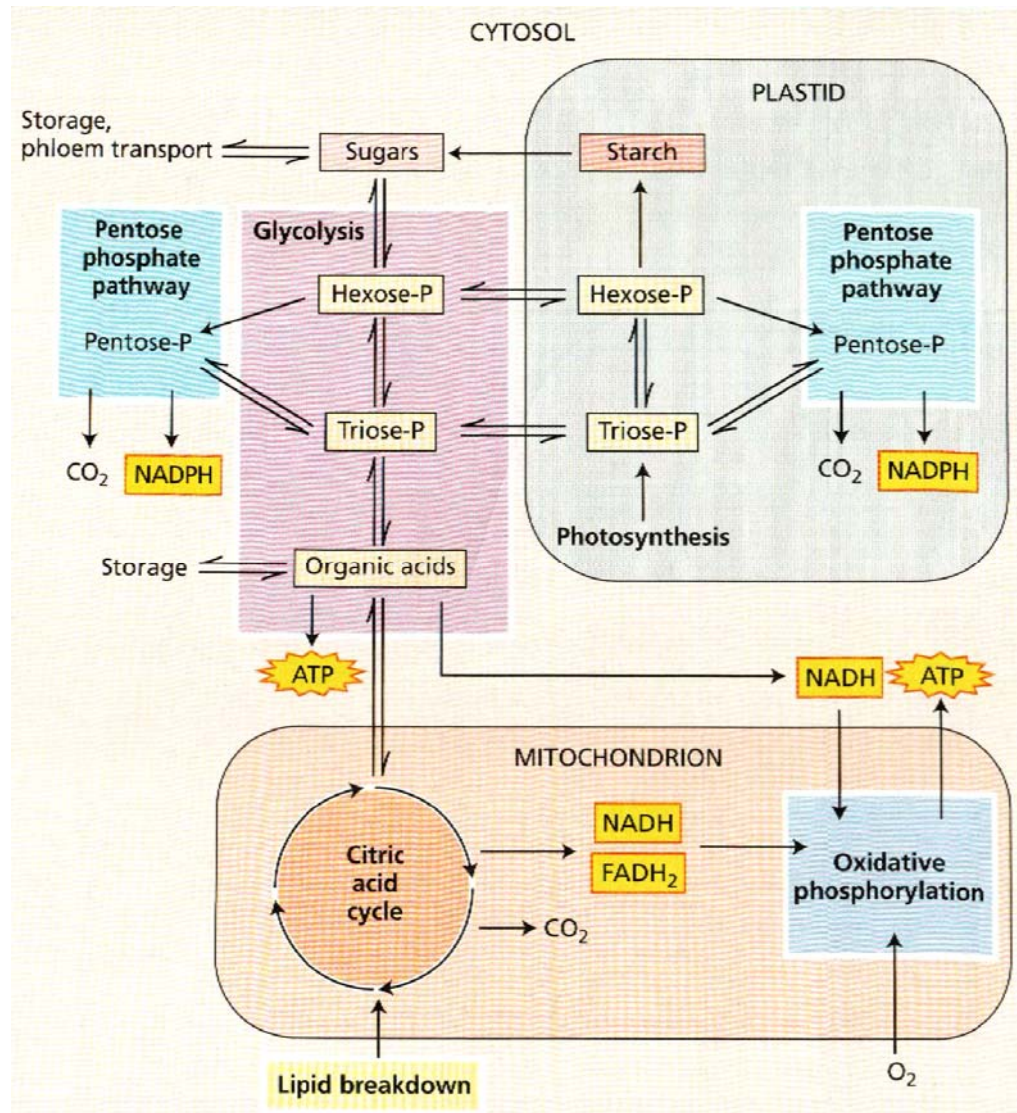 CYTOSOL
PLASTID
Storage,
phloem transport
Sugars
Starch
Pentose
phosphate
pathway
Glycolysis
Pentose
phosphate
pathway
Hexose-P
Hexose-P
Pentose-P
Pentose-P
Triose-P
Triose-P
CO₂
NADPH
CO₂
NADPH
Photosynthesis
Storage
Organic acids
ATP
NADH
ATP
MITOCHONDRION
Citric
acid
cycle
NADH
FADH₂
Oxidative
phosphorylation
CO₂
Lipid breakdown
O₂